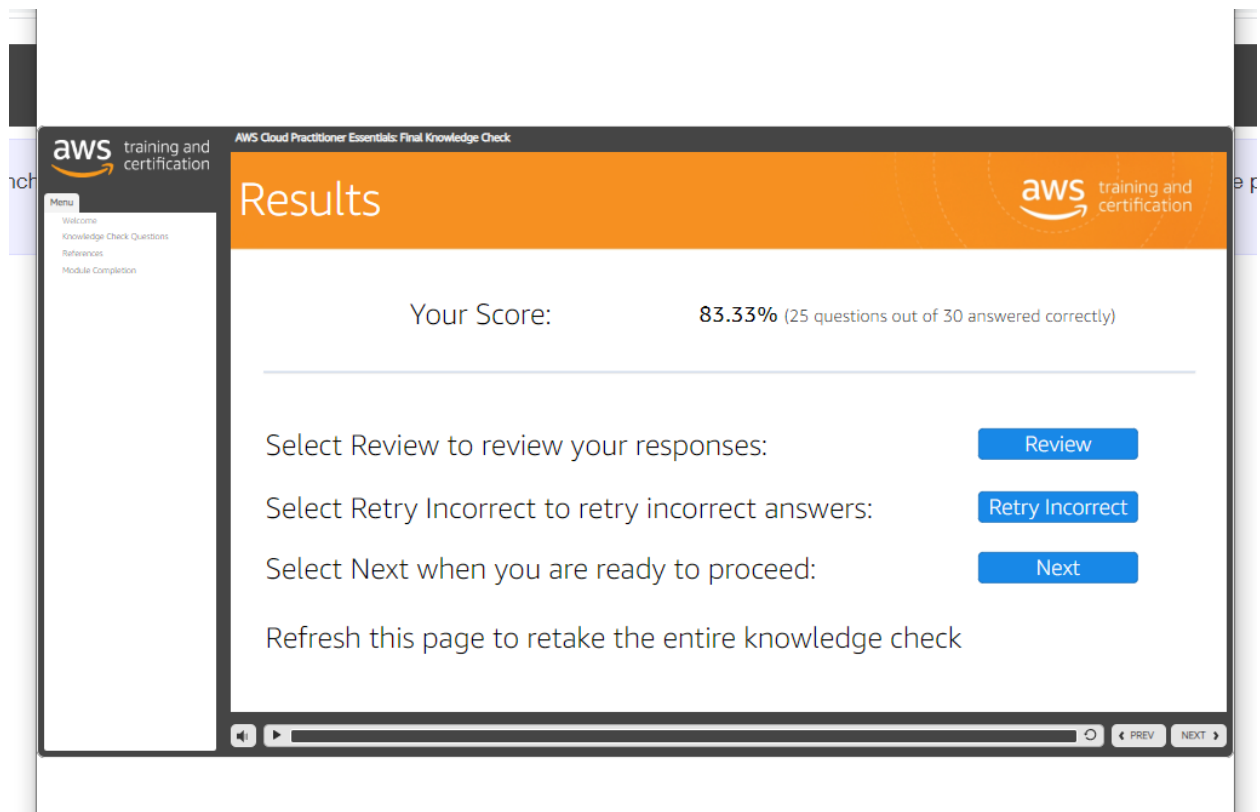 AWS Cloud Practitioner Essentials: Final Knowledge Check
aws training and
certification
Menu
Welcome
Knowledge Check Questions
References
Module Completion
Results
aws training and
certification
Your Score: 83.33% (25 questions out of 30 answered correctly)
Select Review to review your responses: Review
Select Retry Incorrect to retry incorrect answers: Retry Incorrect
Select Next when you are ready to proceed: Next
Refresh this page to retake the entire knowledge check
PREV NEXT